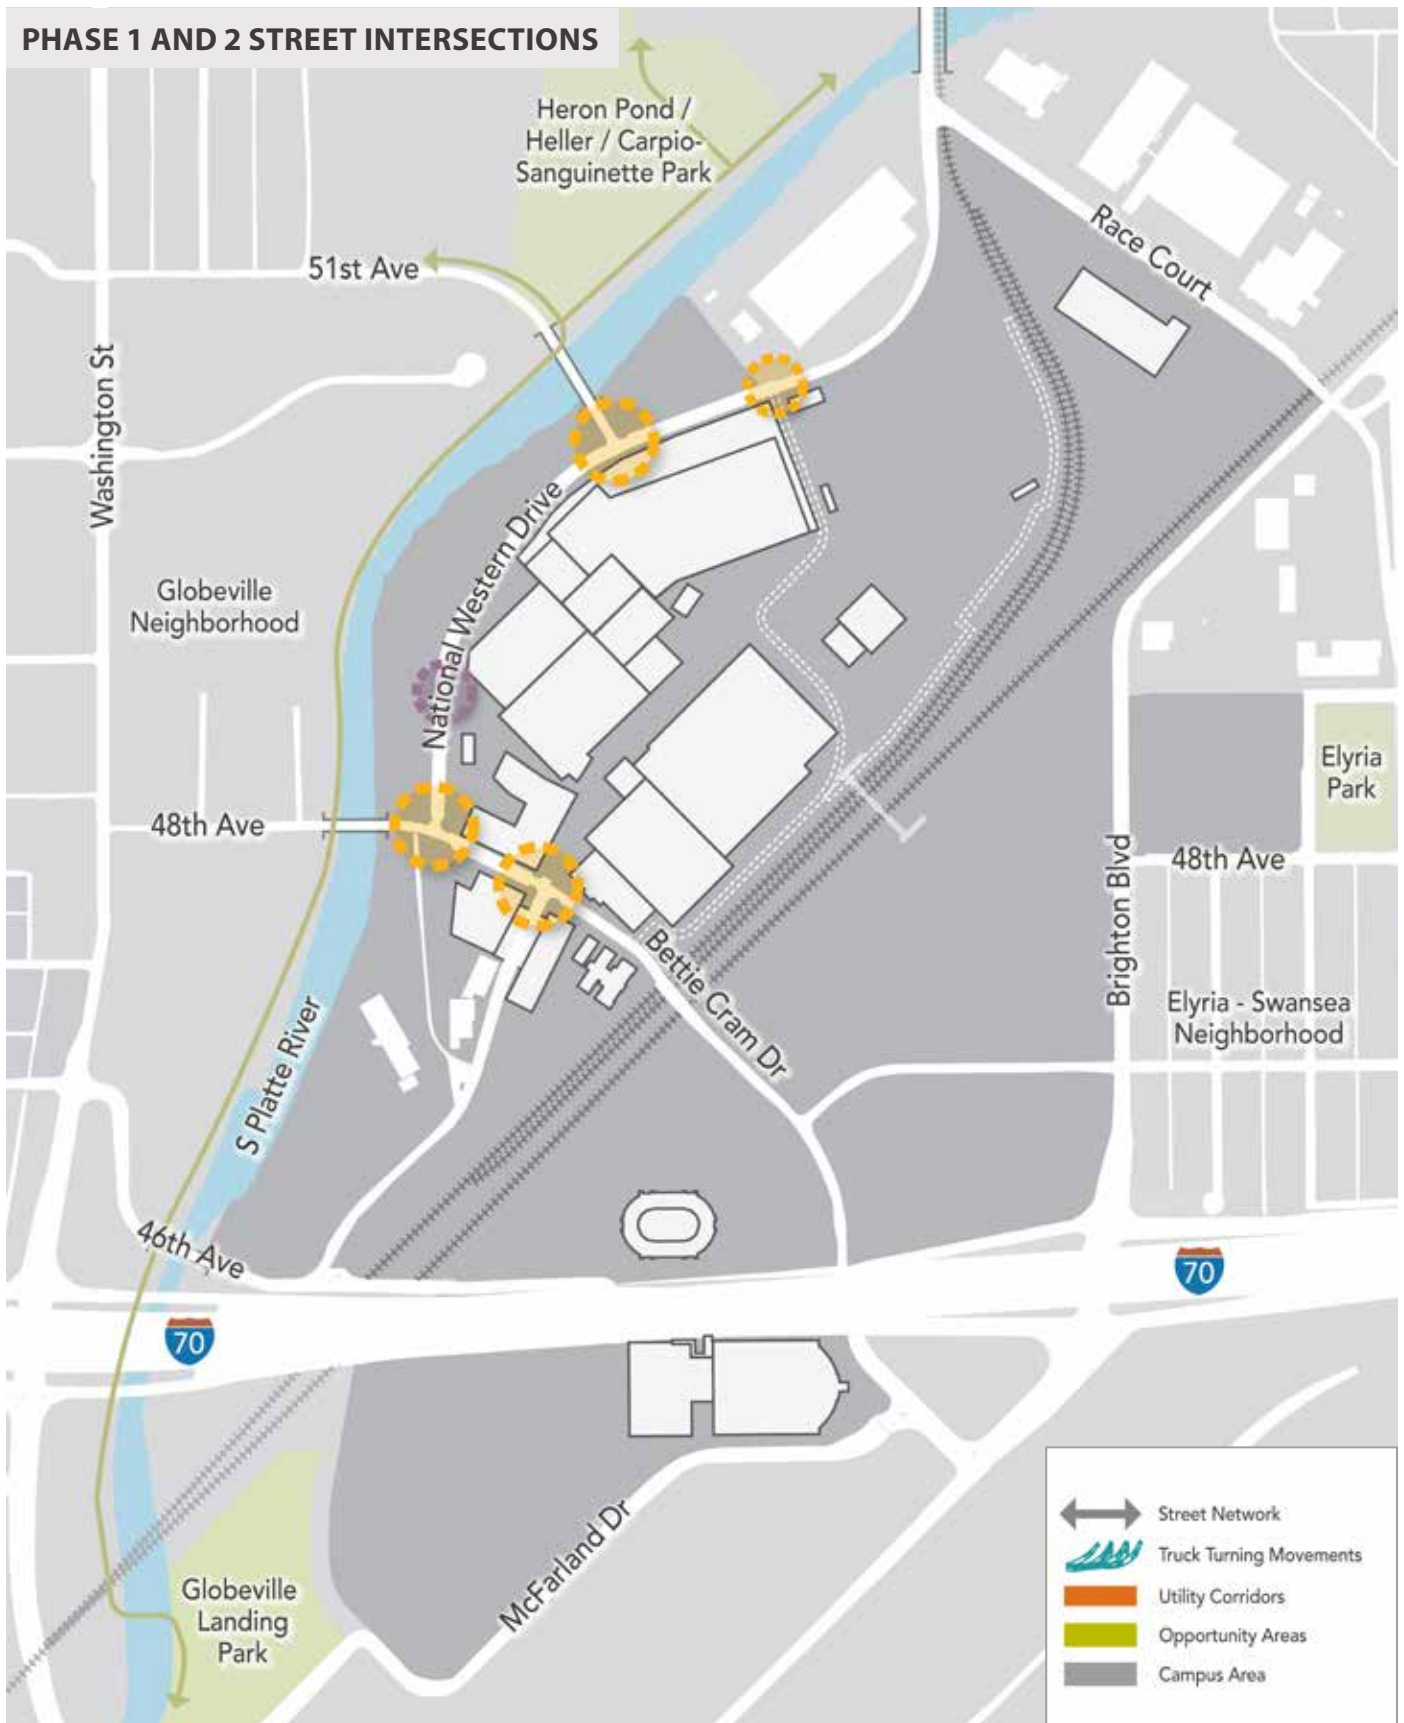 PHASE 1 AND 2 STREET INTERSECTIONS
Heron Pond /
Heller / Carpio-
Sanguinette Park
Race Court
51st Ave
Washington St
National Western Drive
Globeville
Neighborhood
Elyria
Park
48th Ave
48th Ave
Brighton Blvd
Bettie Cram Dr
Elyria - Swansea
Neighborhood
S Platte River
46th Ave
70
70
McFarland Dr
Globeville
Landing
Park
Street Network
Truck Turning Movements
Utility Corridors
Opportunity Areas
Campus Area